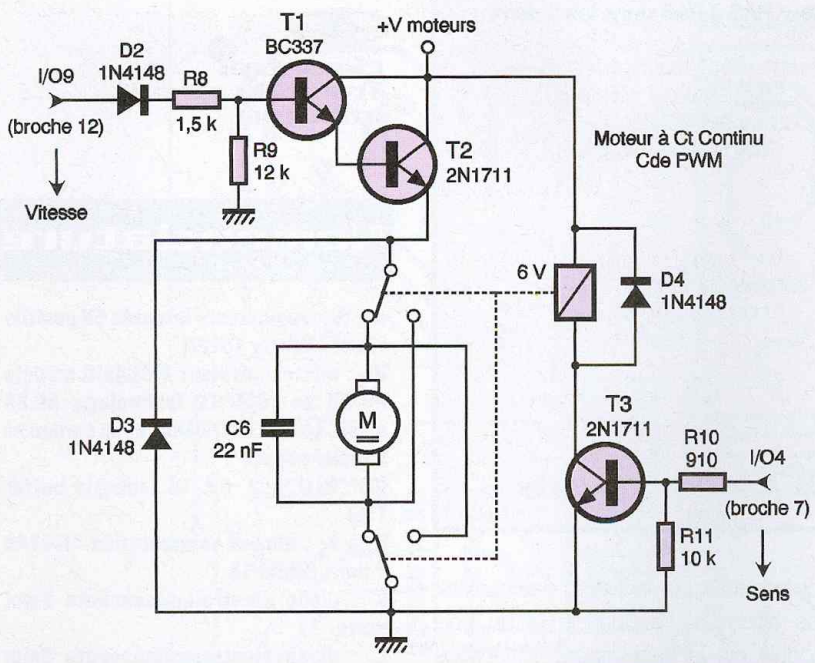 T1
BC337
+V moteurs
D2
1N4148
I/O9
R8
(broche 12)
1,5 k
R9
12 k
T2
2N1711
Moteur à Ct Continu
Cde PWM
Vitesse
6 V
D4
1N4148
D3
1N4148
C6
22 nF
M
T3
2N1711
R10
910
I/O4
(broche 7)
R11
10 k
Sens